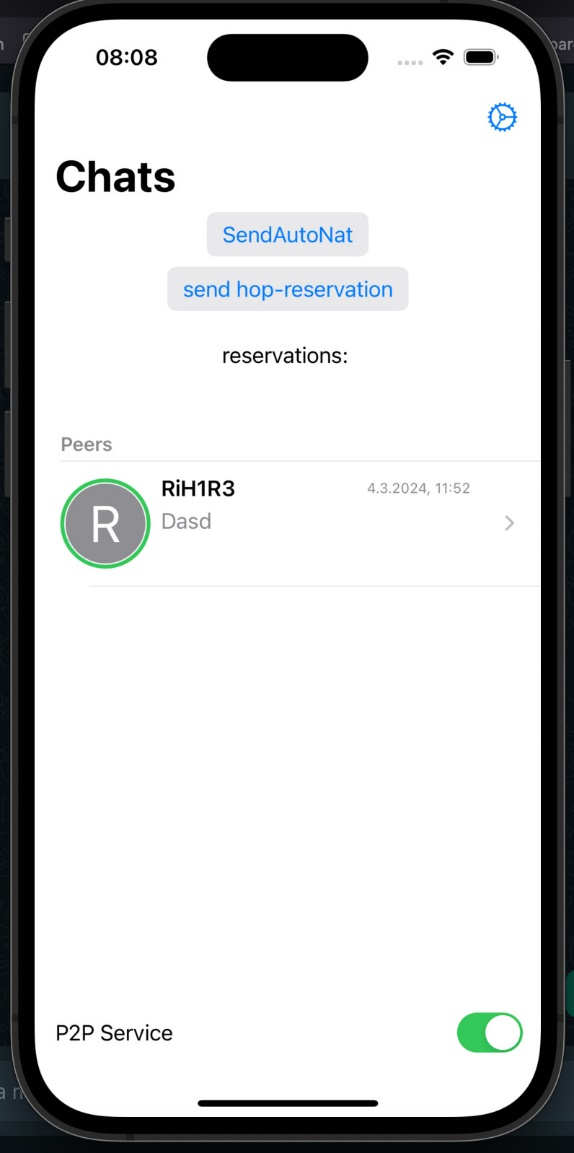 08:08
Chats
SendAutoNat
send hop-reservation
reservations:
Peers
RiH1R3 4.3.2024, 11:52
R
Dasd
P2P Service